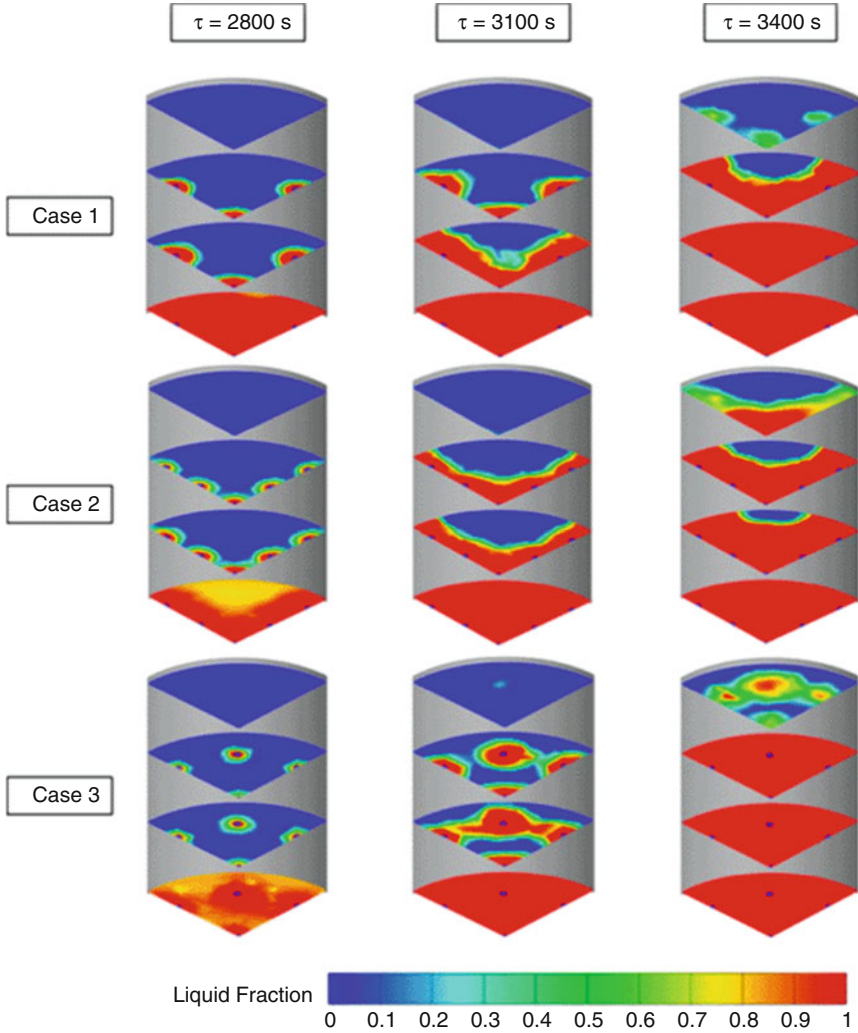 τ = 2800 s
τ = 3100 s
τ = 3400 s
Case 1
Case 2
Case 3
Liquid Fraction
0 0.1 0.2 0.3 0.4 0.5 0.6 0.7 0.8 0.9 1